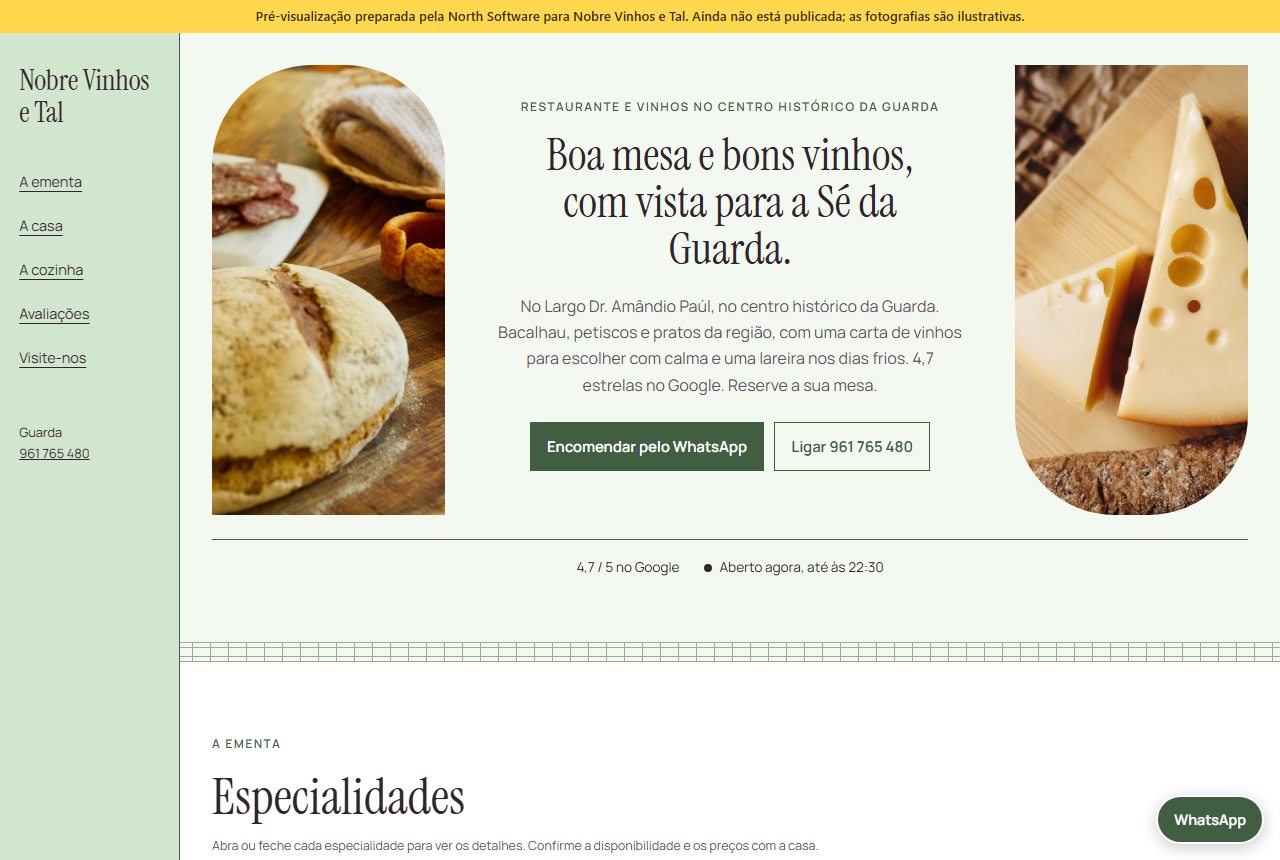 Pré-visualização preparada pela North Software para Nobre Vinhos e Tal. Ainda não está publicada; as fotografias são ilustrativas.
Nobre Vinhos
e Tal
A ementa
A casa
A cozinha
Avaliações
Visite-nos
Guarda
961 765 480
RESTAURANTE E VINHOS NO CENTRO HISTÓRICO DA GUARDA
Boa mesa e bons vinhos,
com vista para a Sé da
Guarda.
No Largo Dr. Amândio Paúl, no centro histórico da Guarda.
Bacalhau, petiscos e pratos da região, com uma carta de vinhos
para escolher com calma e uma lareira nos dias frios. 4,7
estrelas no Google. Reserve a sua mesa.
Encomendar pelo WhatsApp
Ligar 961 765 480
4,7 / 5 no Google
Aberto agora, até às 22:30
A EMENTA
Especialidades
Abra ou feche cada especialidade para ver os detalhes. Confirme a disponibilidade e os preços com a casa.
WhatsApp